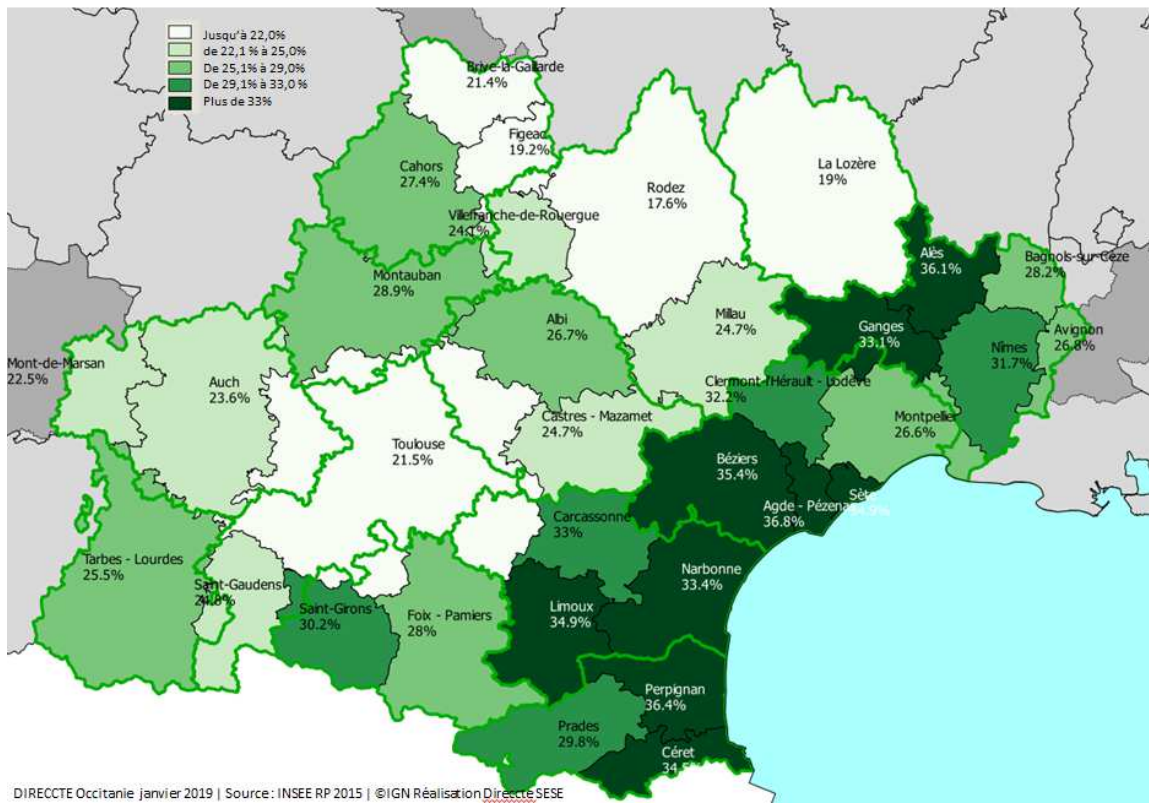 Jusqu'à 22,0%
de 22,1 % à 25,0%
De 25,1% à 29,0%
De 29,1% à 33,0 %
Plus de 33%
Brive-la-Gaillarde
21.4%
Figeac
19.2%
Cahors
27.4%
La Lozère
19%
Rodez
17.6%
Villefranche-de-Rouergue
24.1%
Alès
36.1%
Bagnols-sur-Cèze
28.2%
Montauban
28.9%
Albi
26.7%
Millau
24.7%
Ganges
33.1%
Avignon
26.8%
Nîmes
31.7%
Mont-de-Marsan
22.5%
Auch
23.6%
Clermont-l'Hérault - Lodève
32.2%
Castres - Mazamet
24.7%
Montpellier
26.6%
Toulouse
21.5%
Béziers
35.4%
Sète
Agde - Pézenas
36.8%
Carcassonne
33%
Tarbes - Lourdes
25.5%
Narbonne
33.4%
Saint-Gaudens
24.8%
Saint-Girons
30.2%
Foix - Pamiers
28%
Limoux
34.9%
Perpignan
36.4%
Prades
29.8%
Céret
DIRECCTE Occitanie janvier 2019 | Source : INSEE RP 2015 | ©IGN Réalisation Direccte SESE